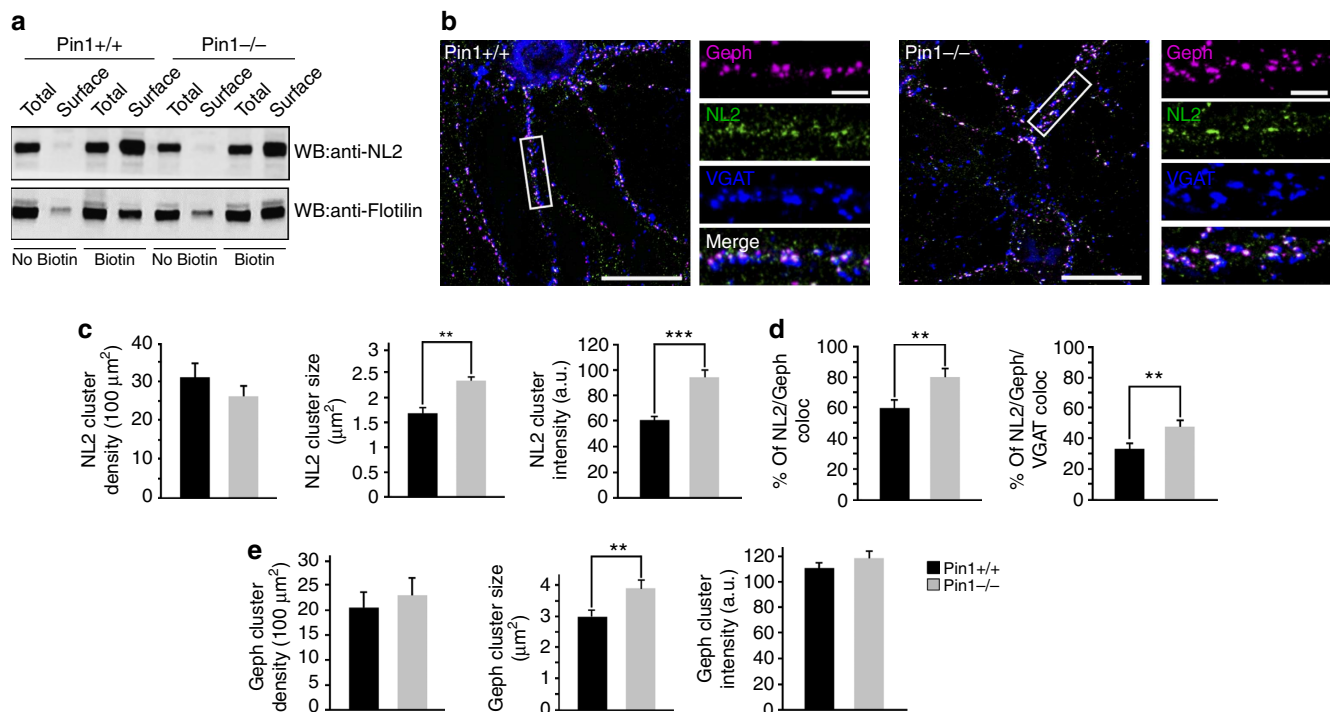 a
Pin1+/+ Pin1–/–
Total Surface Total Surface Total Surface Total Surface
WB:anti-NL2
WB:anti-Flotilin
No Biotin Biotin No Biotin Biotin
b
Pin1+/+
Geph
NL2
VGAT
Merge
Pin1–/–
Geph
NL2
VGAT
c
NL2 cluster
density (100 μm²)
40
30
20
10
0
NL2 cluster size
(μm²)
3
2.5
2
1.5
1
0.5
0
**
NL2 cluster
intensity (a.u.)
120
100
80
60
40
20
0
***
d
% Of NL2/Geph
coloc
100
80
60
40
20
0
**
% Of NL2/Geph/
VGAT coloc
100
80
60
40
20
0
**
e
Geph cluster
density (100 μm²)
30
25
20
15
10
5
0
Geph cluster size
(μm²)
4
3
2
1
0
**
Geph cluster
intensity (a.u.)
120
100
80
60
40
20
0
Pin1+/+
Pin1–/–